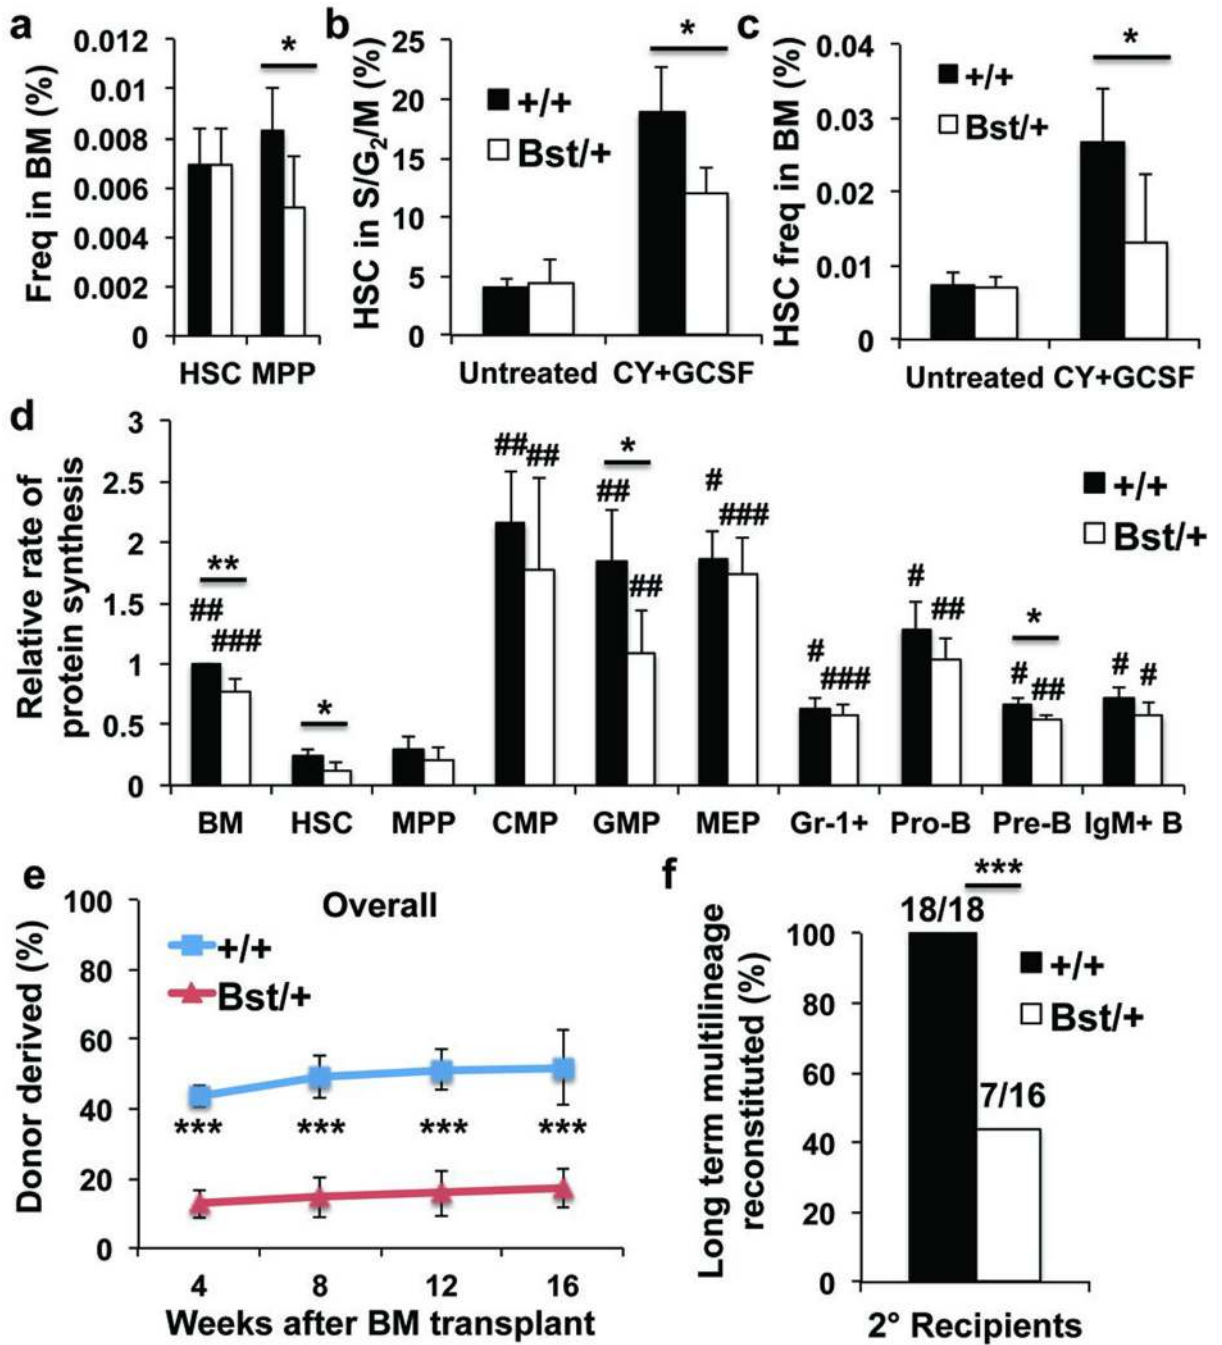 a
Freq in BM (%)
0.012
0.01
0.008
0.006
0.004
0.002
0
*
HSC MPP
b
HSC in S/G2/M (%)
25
20
15
10
5
0
+/+
Bst/+
*
Untreated CY+GCSF
c
HSC freq in BM (%)
0.04
0.03
0.02
0.01
0
+/+
Bst/+
*
Untreated CY+GCSF
d
Relative rate of
protein synthesis
3
2.5
2
1.5
1
0.5
0
**
##
###
*
##
##
*
##
##
#
###
#
###
#
##
*
#
##
#
#
+/+
Bst/+
BM HSC MPP CMP GMP MEP Gr-1+ Pro-B Pre-B IgM+ B
e
Overall
Donor derived (%)
100
80
60
40
20
0
+/+
Bst/+
*** *** *** ***
4 8 12 16
Weeks after BM transplant
f
Long term multilineage
reconstituted (%)
100
80
60
40
20
0
***
18/18
7/16
+/+
Bst/+
2° Recipients